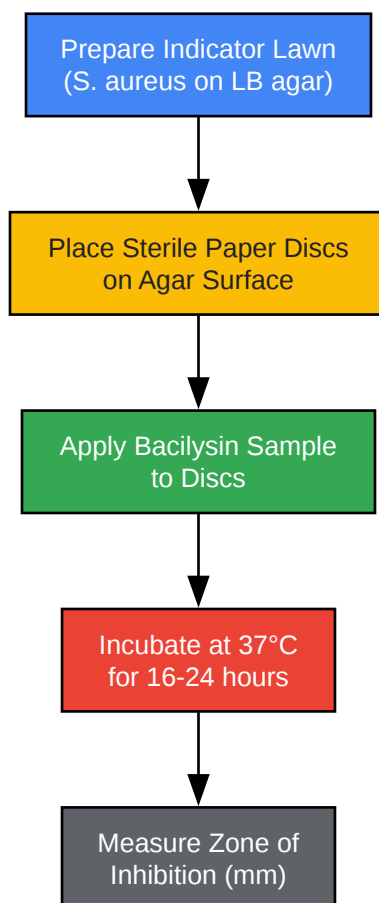 Prepare Indicator Lawn
(S. aureus on LB agar)
Place Sterile Paper Discs
on Agar Surface
Apply Bacilysin Sample
to Discs
Incubate at 37°C
for 16-24 hours
Measure Zone of
Inhibition (mm)